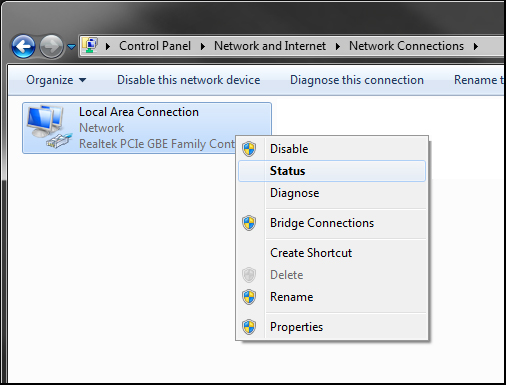 Control Panel Network and Internet Network Connections
Organize Disable this network device Diagnose this connection Rename t
Local Area Connection
Network
Realtek PCIe GBE Family Cont
Disable
Status
Diagnose
Bridge Connections
Create Shortcut
Delete
Rename
Properties